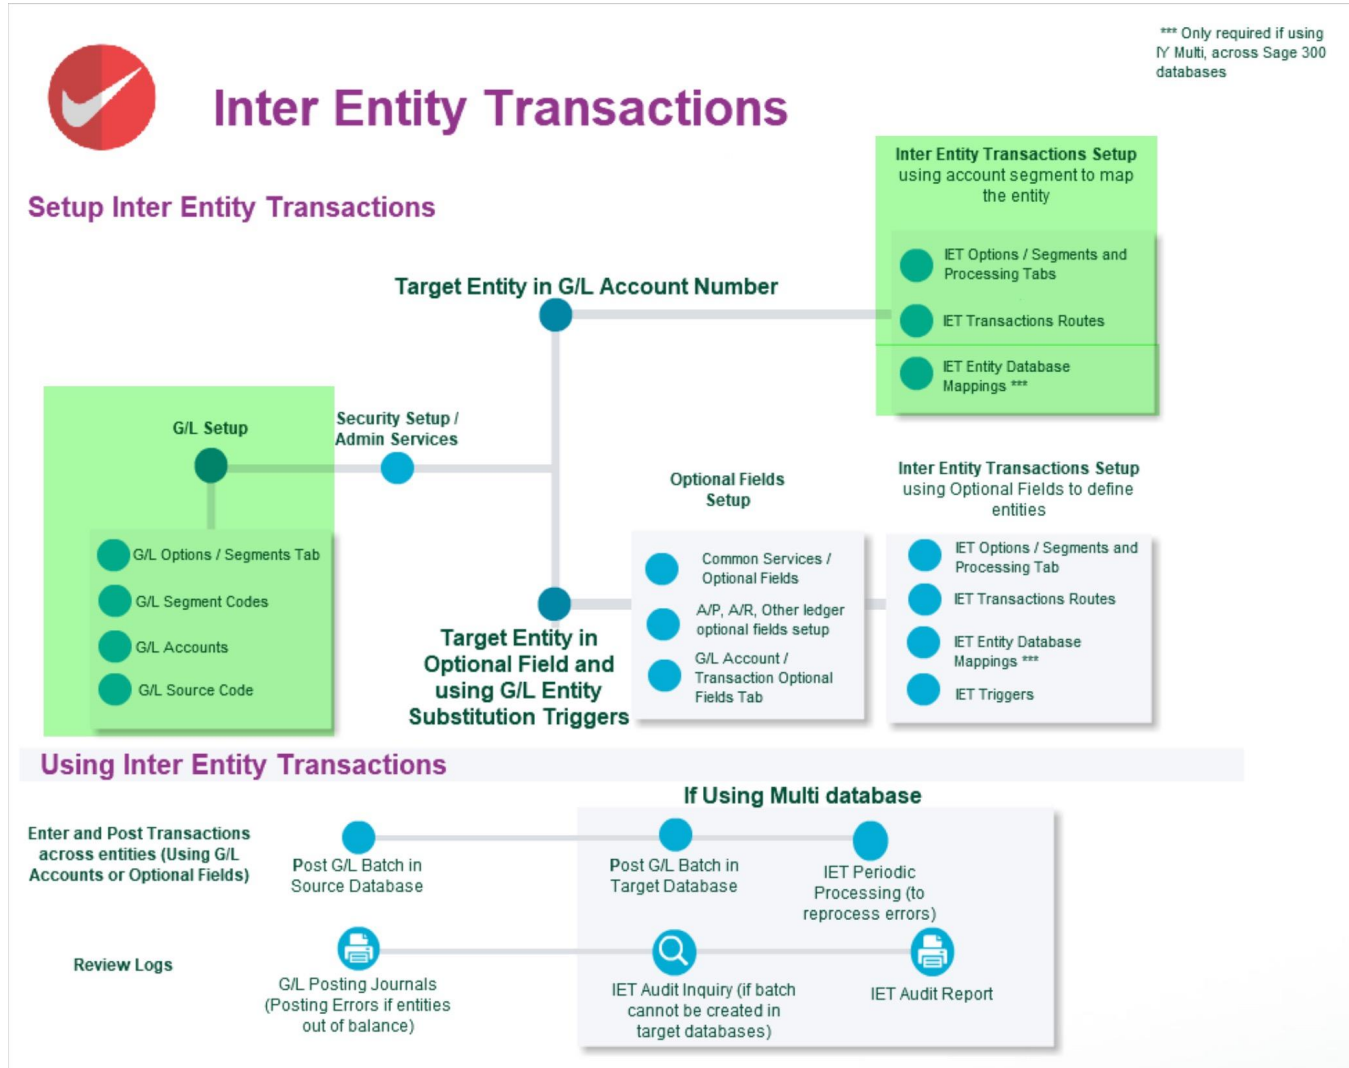 *** Only required if using
IY Multi, across Sage 300
databases
Inter Entity Transactions
Setup Inter Entity Transactions
Inter Entity Transactions Setup
using account segment to map
the entity
IET Options / Segments and
Processing Tabs
IET Transactions Routes
IET Entity Database
Mappings ***
Target Entity in G/L Account Number
G/L Setup
Security Setup /
Admin Services
G/L Options / Segments Tab
G/L Segment Codes
G/L Accounts
G/L Source Code
Target Entity in
Optional Field and
using G/L Entity
Substitution Triggers
Optional Fields
Setup
Common Services /
Optional Fields
A/P, A/R, Other ledger
optional fields setup
G/L Account /
Transaction Optional
Fields Tab
Inter Entity Transactions Setup
using Optional Fields to define
entities
IET Options / Segments and
Processing Tab
IET Transactions Routes
IET Entity Database
Mappings ***
IET Triggers
Using Inter Entity Transactions
If Using Multi database
Enter and Post Transactions
across entities (Using G/L
Accounts or Optional Fields)
Post G/L Batch in
Source Database
Post G/L Batch in
Target Database
IET Periodic
Processing (to
reprocess errors)
Review Logs
G/L Posting Journals
(Posting Errors if entities
out of balance)
IET Audit Inquiry (if batch
cannot be created in
target databases)
IET Audit Report